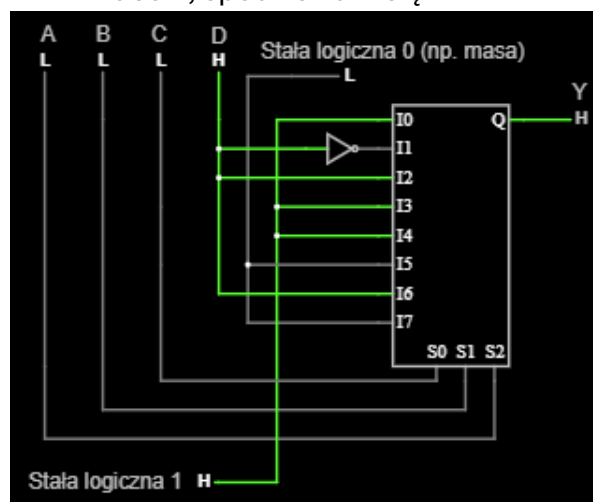 A B C D
L L L H
Stała logiczna 0 (np. masa)
L
Y
I0 Q H
I1
I2
I3
I4
I5
I6
I7
S0 S1 S2
Stała logiczna 1 H